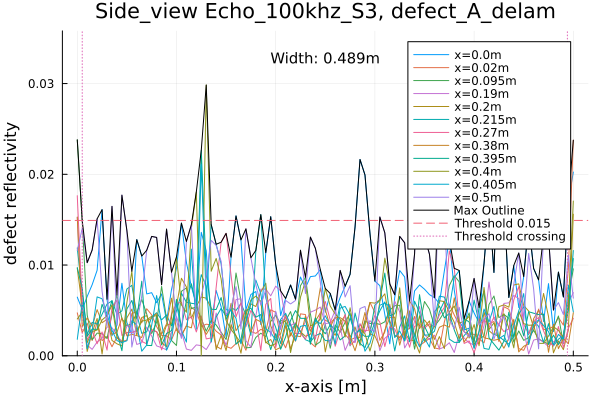 Side_view Echo_100khz_S3, defect_A_delam
Width: 0.489m
x=0.0m
x=0.02m
x=0.095m
x=0.19m
x=0.2m
x=0.215m
x=0.27m
x=0.38m
x=0.395m
x=0.4m
x=0.405m
x=0.5m
Max Outline
Threshold 0.015
Threshold crossing
defect reflectivity
0.03
0.02
0.01
0.00
0.0 0.1 0.2 0.3 0.4 0.5
x-axis [m]